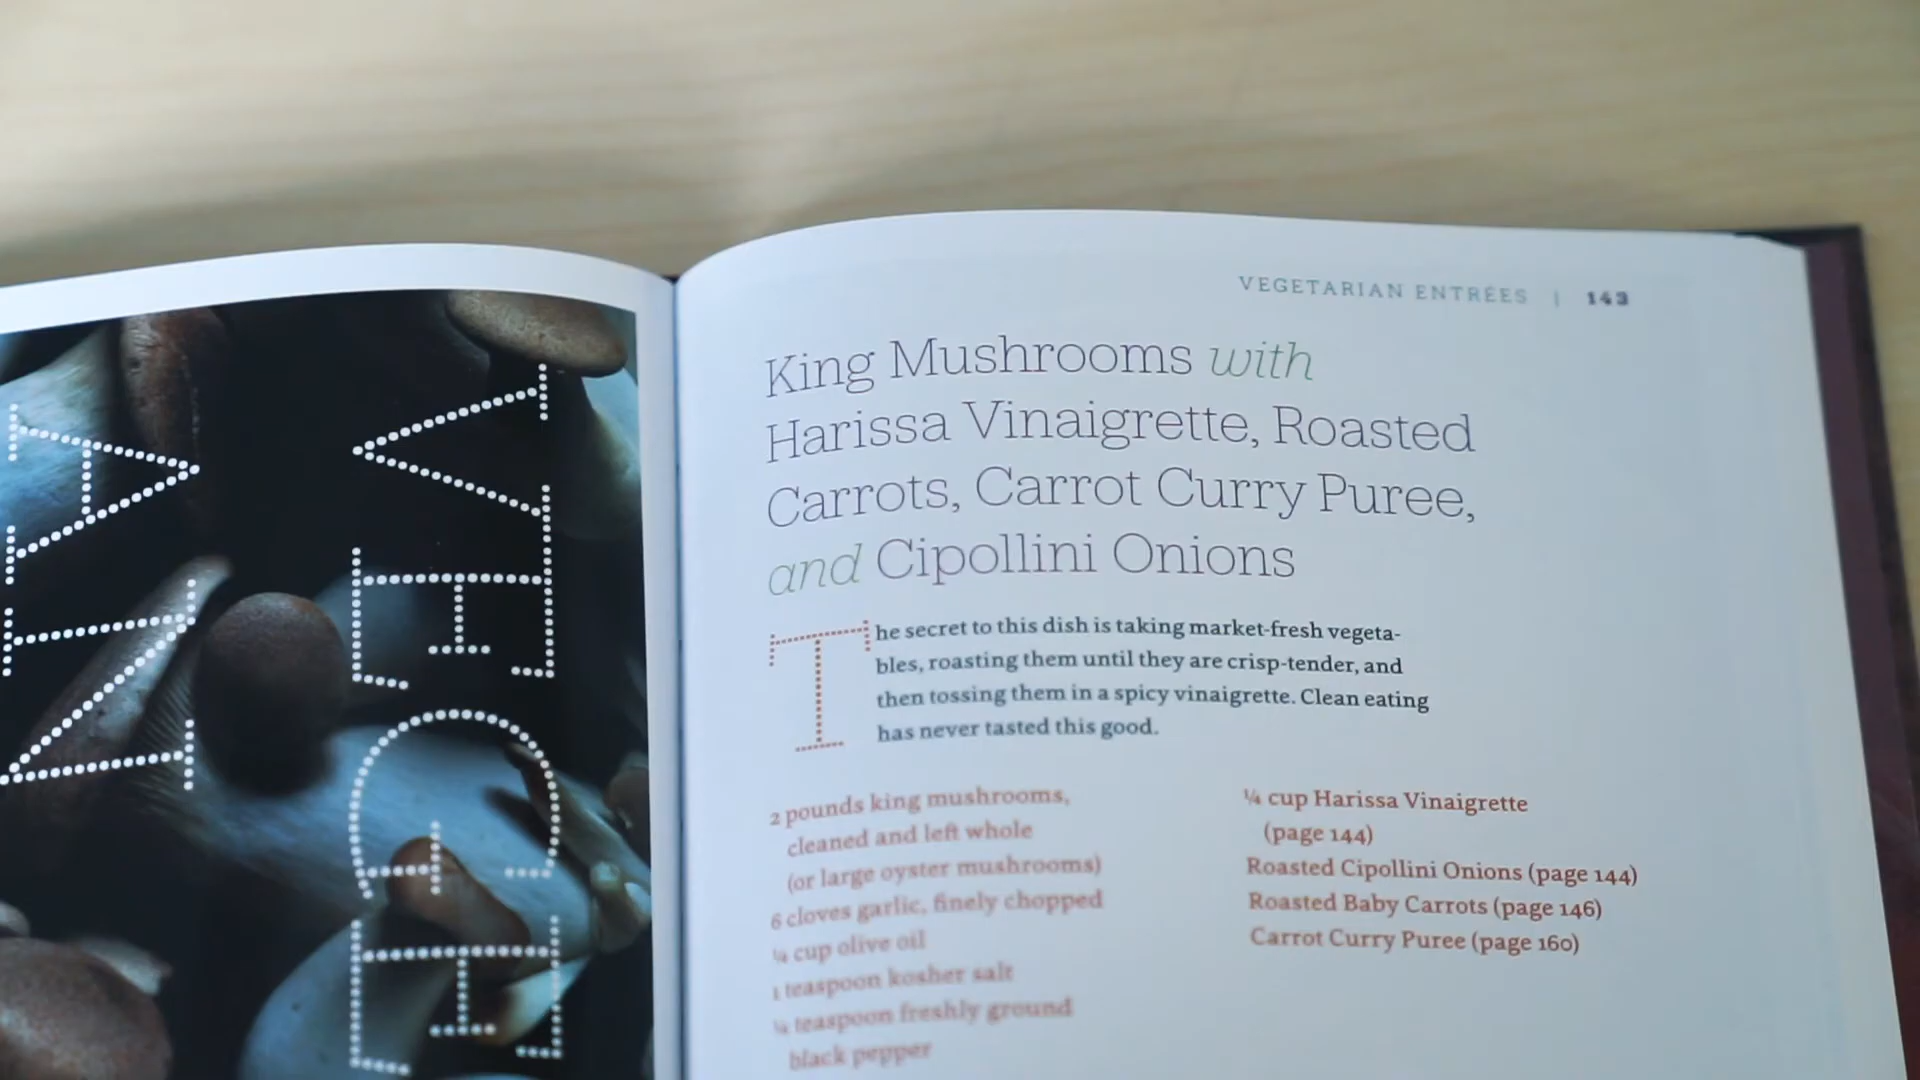 VEGETARIAN ENTRÉES | 143
King Mushrooms with
Harissa Vinaigrette, Roasted
Carrots, Carrot Curry Puree,
and Cipollini Onions
The secret to this dish is taking market-fresh vegeta-
bles, roasting them until they are crisp-tender, and
then tossing them in a spicy vinaigrette. Clean eating
has never tasted this good.
2 pounds king mushrooms,
cleaned and left whole
(or large oyster mushrooms)
6 cloves garlic, finely chopped
¼ cup olive oil
1 teaspoon kosher salt
¼ teaspoon freshly ground
black pepper
¼ cup Harissa Vinaigrette
(page 144)
Roasted Cipollini Onions (page 144)
Roasted Baby Carrots (page 146)
Carrot Curry Puree (page 160)